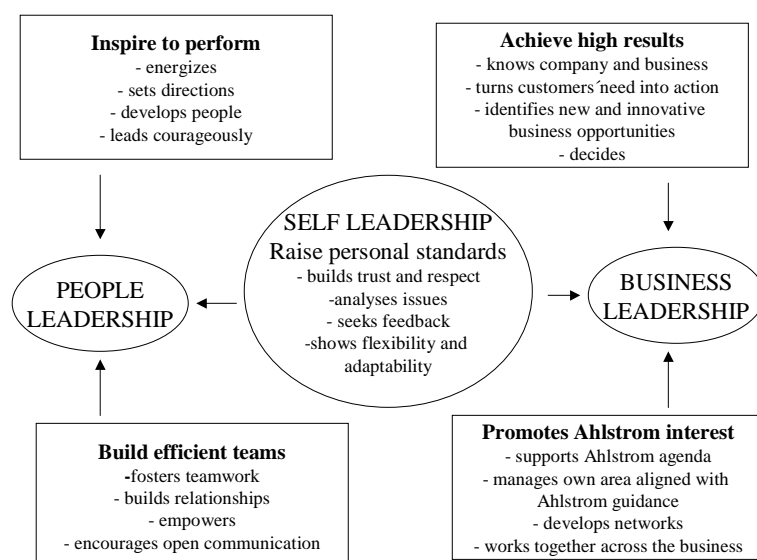 Inspire to perform
- energizes
- sets directions
- develops people
- leads courageously
Achieve high results
- knows company and business
- turns customers´need into action
- identifies new and innovative
business opportunities
- decides
SELF LEADERSHIP
Raise personal standards
- builds trust and respect
-analyses issues
- seeks feedback
-shows flexibility and
adaptability
PEOPLE
LEADERSHIP
BUSINESS
LEADERSHIP
Build efficient teams
-fosters teamwork
- builds relationships
- empowers
- encourages open communication
Promotes Ahlstrom interest
- supports Ahlstrom agenda
- manages own area aligned with
Ahlstrom guidance
- develops networks
- works together across the business